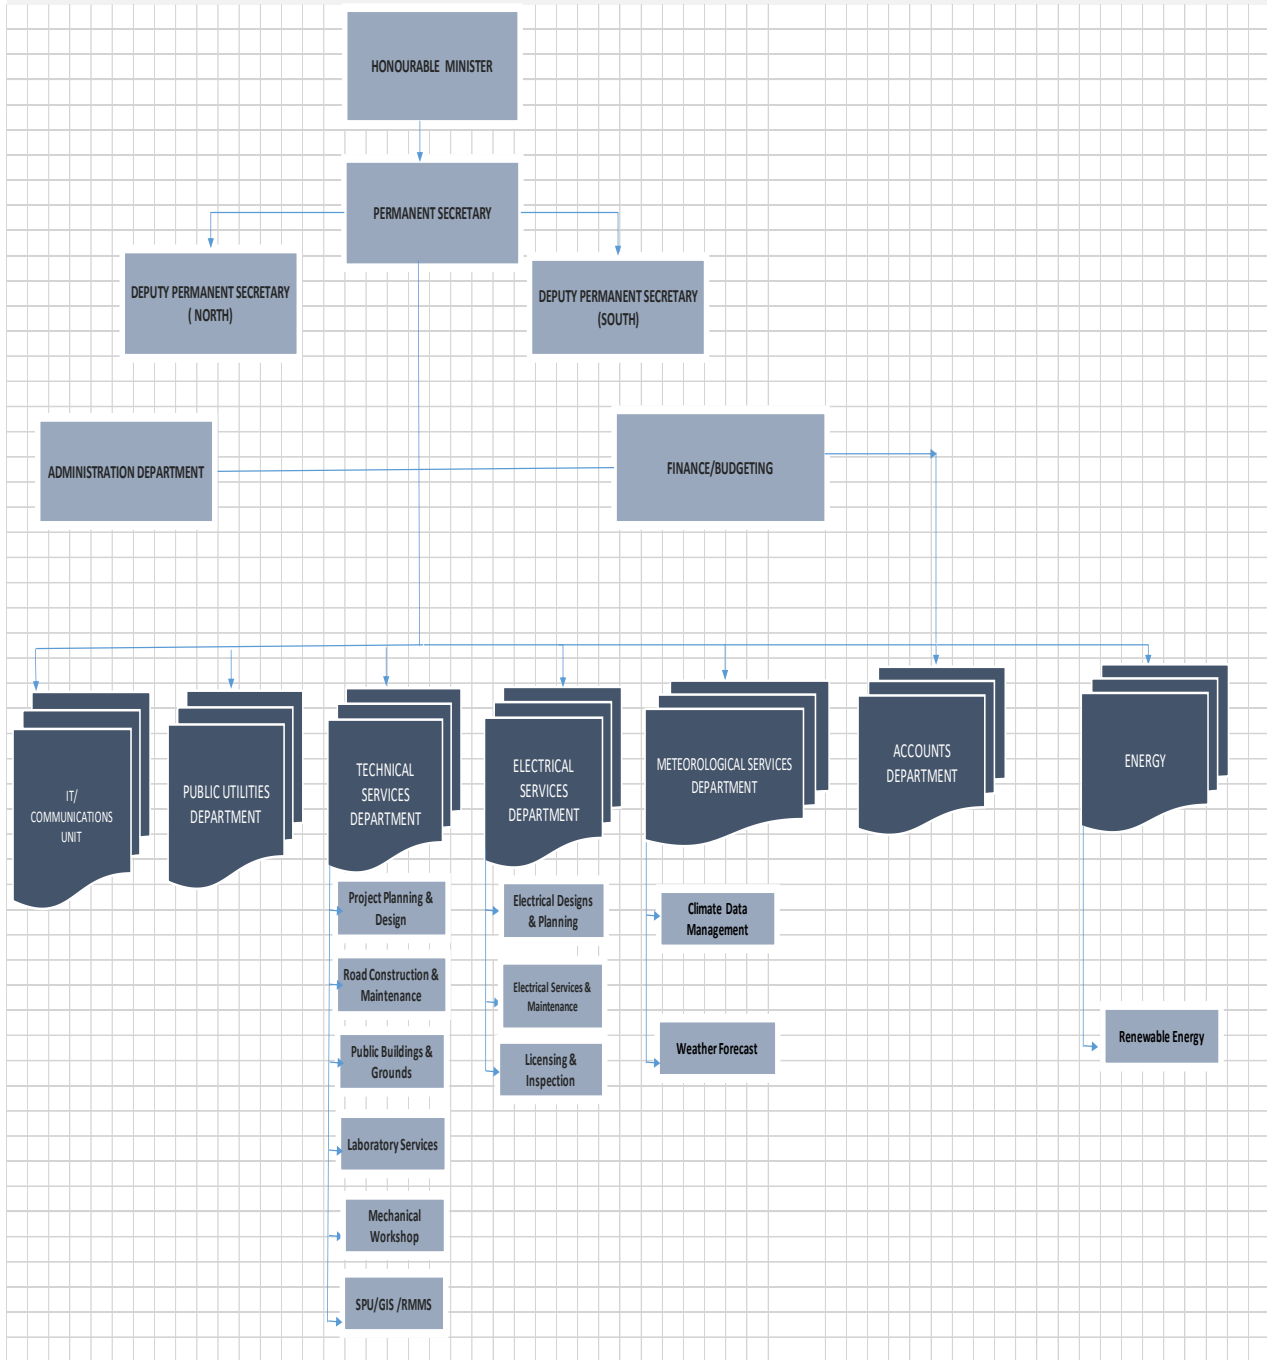 HONOURABLE MINISTER
PERMANENT SECRETARY
DEPUTY PERMANENT SECRETARY
( NORTH)
DEPUTY PERMANENT SECRETARY
(SOUTH)
ADMINISTRATION DEPARTMENT
FINANCE/BUDGETING
IT/
COMMUNICATIONS
UNIT
PUBLIC UTILITIES
DEPARTMENT
TECHNICAL
SERVICES
DEPARTMENT
ELECTRICAL
SERVICES
DEPARTMENT
METEOROLOGICAL SERVICES
DEPARTMENT
ACCOUNTS
DEPARTMENT
ENERGY
Project Planning &
Design
Road Construction &
Maintenance
Public Buildings &
Grounds
Laboratory Services
Mechanical
Workshop
SPU/GIS /RMMS
Electrical Designs
& Planning
Electrical Services &
Maintenance
Licensing &
Inspection
Climate Data
Management
Weather Forecast
Renewable Energy